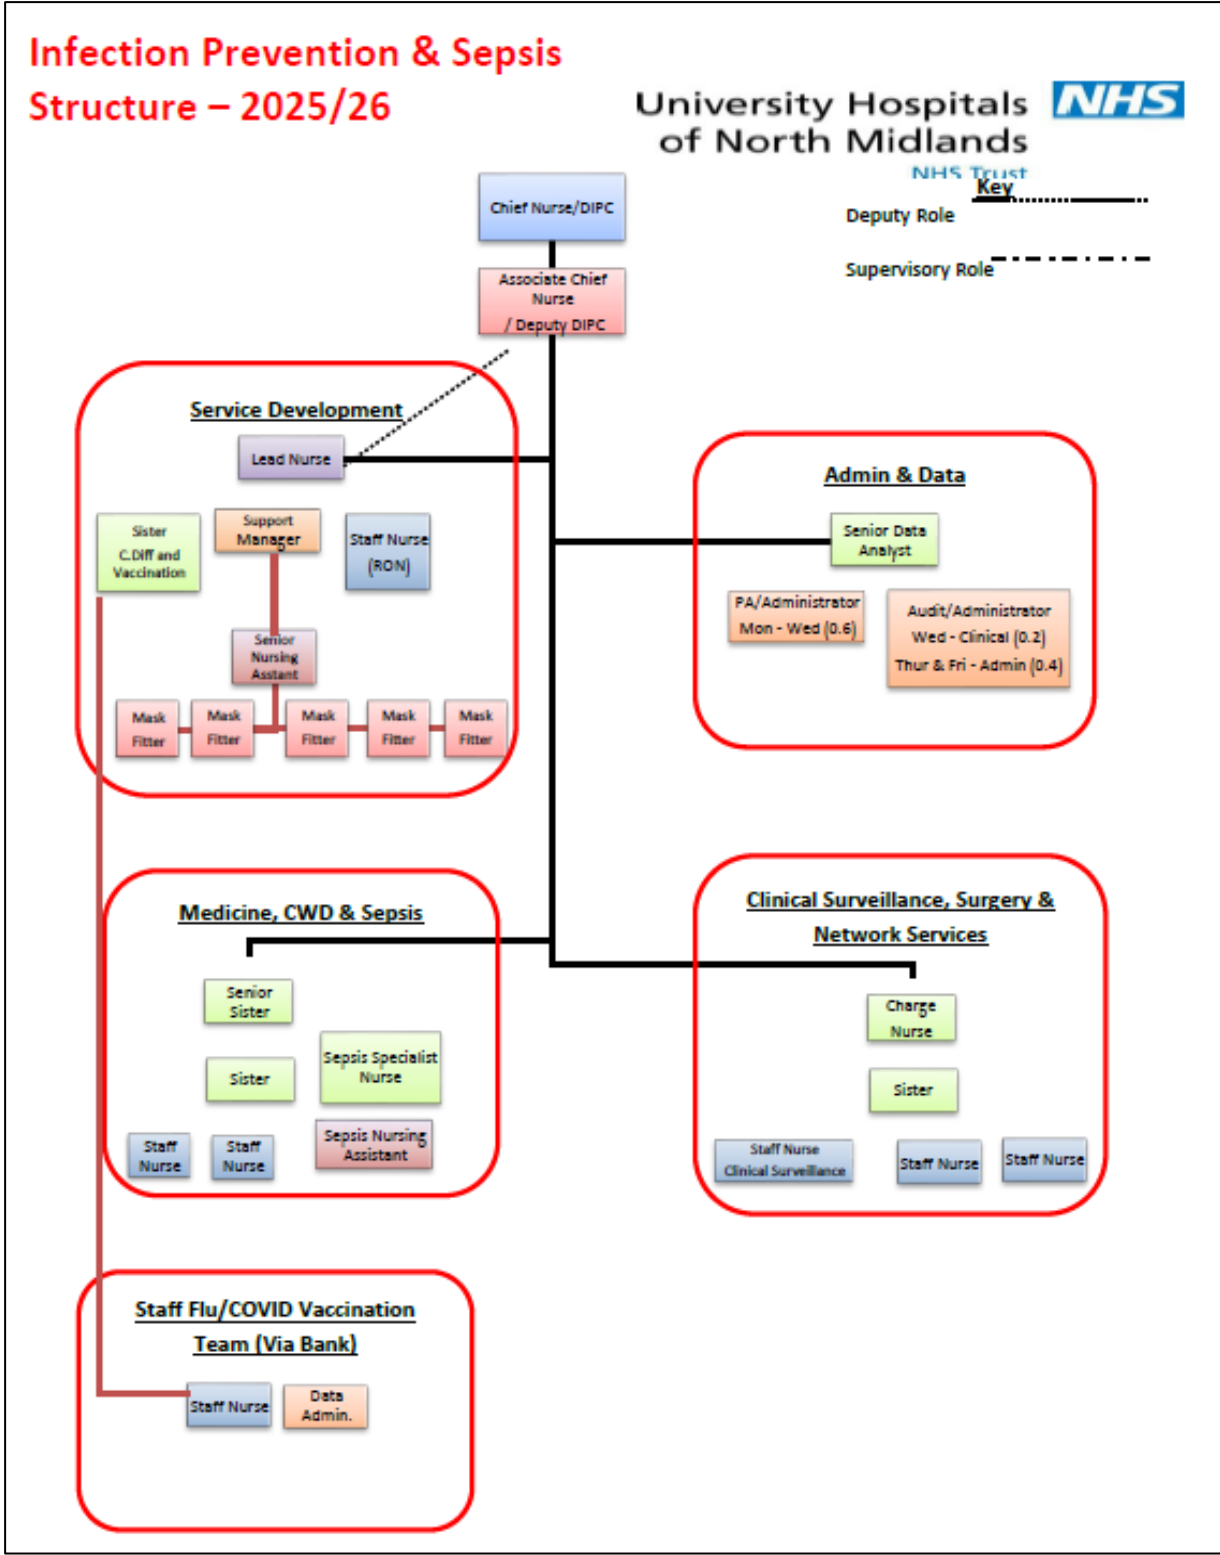 Infection Prevention & Sepsis
Structure – 2025/26
University Hospitals
of North Midlands
NHS Trust
NHS
Key
Deputy Role
Supervisory Role
Chief Nurse/DIPC
Associate Chief
Nurse
/ Deputy DIPC
Service Development
Lead Nurse
Sister
C.Diff and
Vaccination
Support
Manager
Staff Nurse
(RON)
Senior
Nursing
Asstant
Mask
Fitter
Mask
Fitter
Mask
Fitter
Mask
Fitter
Mask
Fitter
Admin & Data
Senior Data
Analyst
PA/Administrator
Mon - Wed (0.6)
Audit/Administrator
Wed - Clinical (0.2)
Thur & Fri - Admin (0.4)
Medicine, CWD & Sepsis
Senior
Sister
Sister
Sepsis Specialist
Nurse
Staff
Nurse
Staff
Nurse
Sepsis Nursing
Assistant
Clinical Surveillance, Surgery &
Network Services
Charge
Nurse
Sister
Staff Nurse
Clinical Surveillance
Staff Nurse
Staff Nurse
Staff Flu/COVID Vaccination
Team (Via Bank)
Staff Nurse
Data
Admin.